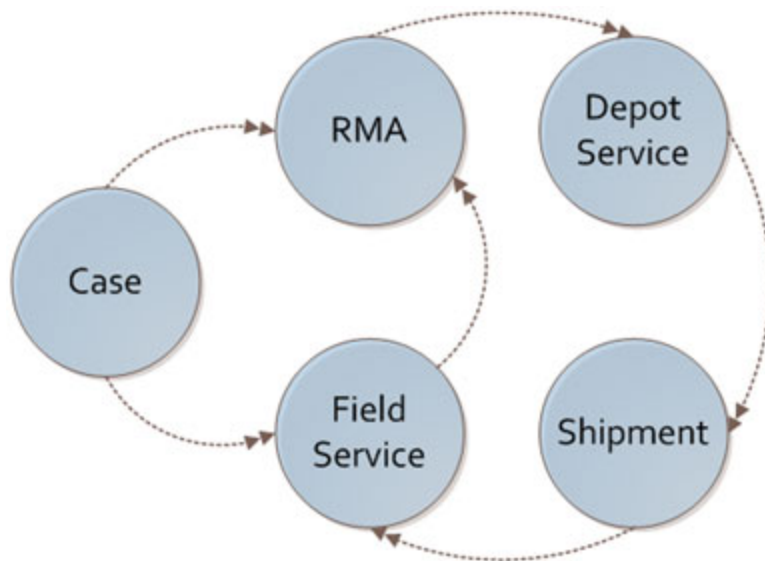 RMA
Depot
Service
Case
Field
Service
Shipment